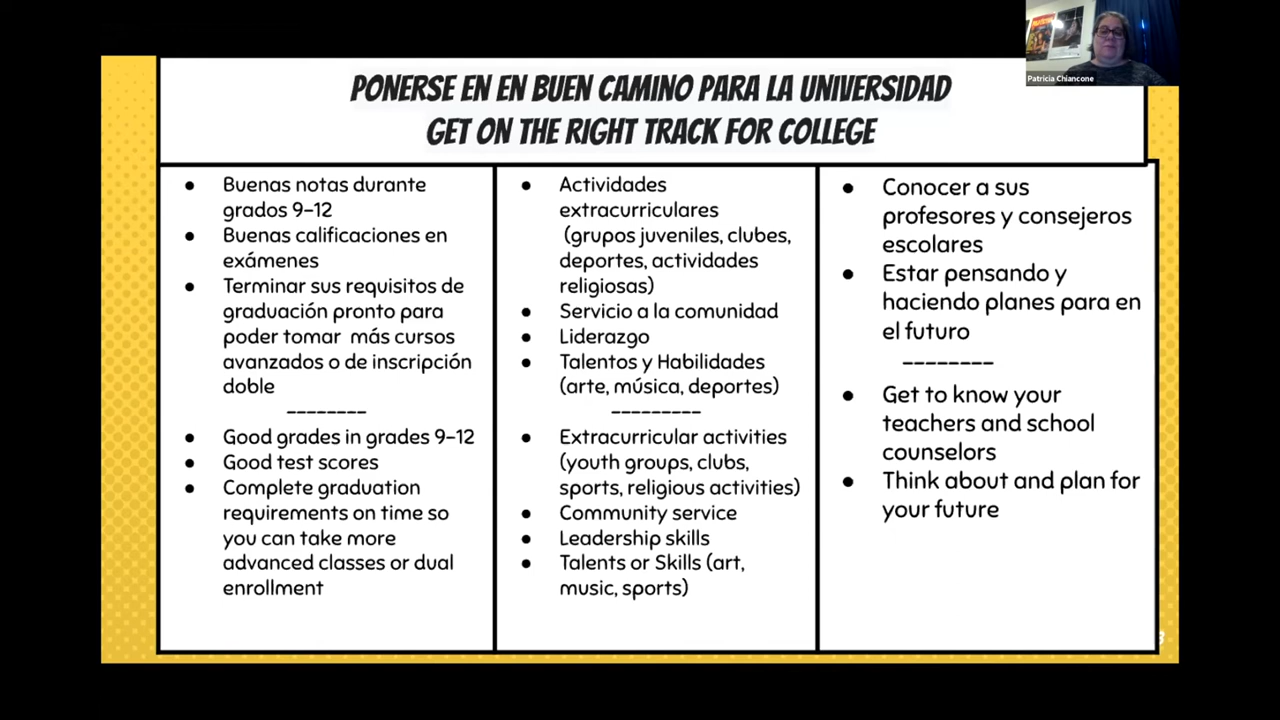 PONERSE EN EN BUEN CAMINO PARA LA UNIVERSIDAD
GET ON THE RIGHT TRACK FOR COLLEGE
Patricia Chiancone
● Buenas notas durante
grados 9-12
● Buenas calificaciones en
exámenes
● Terminar sus requisitos de
graduación pronto para
poder tomar más cursos
avanzados o de inscripción
doble
--------
● Good grades in grades 9-12
● Good test scores
● Complete graduation
requirements on time so
you can take more
advanced classes or dual
enrollment
● Actividades
extracurriculares
(grupos juveniles, clubes,
deportes, actividades
religiosas)
● Servicio a la comunidad
● Liderazgo
● Talentos y Habilidades
(arte, música, deportes)
---------
● Extracurricular activities
(youth groups, clubs,
sports, religious activities)
● Community service
● Leadership skills
● Talents or Skills (art,
music, sports)
● Conocer a sus
profesores y consejeros
escolares
● Estar pensando y
haciendo planes para en
el futuro
--------
● Get to know your
teachers and school
counselors
● Think about and plan for
your future